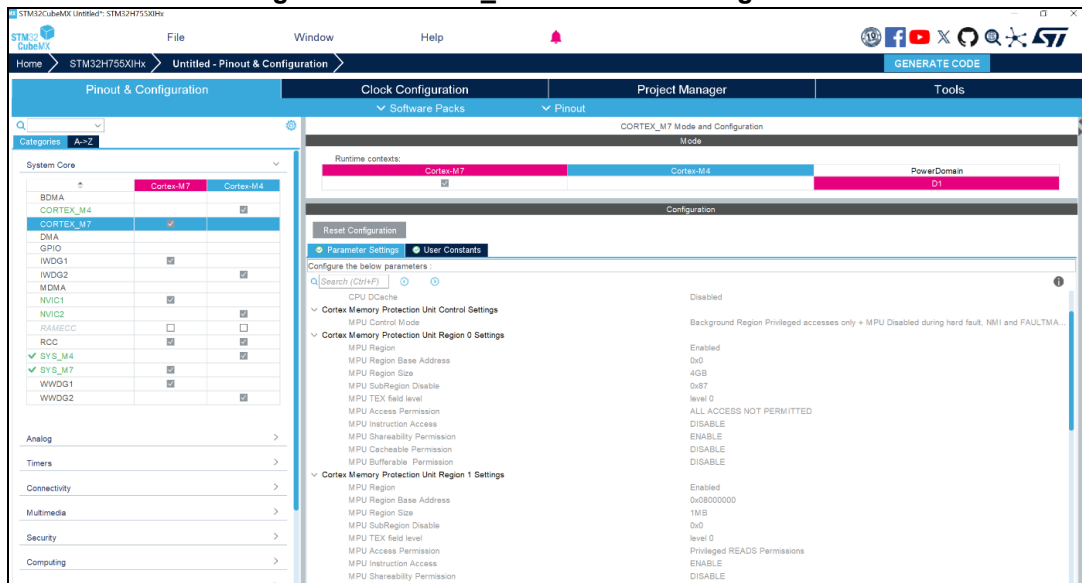 STM32CubeMX Untitled*: STM32H755XIHx
STM32
CubeMX
File
Window
Help
19
Home
STM32H755XIHx
Untitled - Pinout & Configuration
GENERATE CODE
Pinout & Configuration
Clock Configuration
Project Manager
Tools
Software Packs
Pinout
Categories
A->Z
CORTEX_M7 Mode and Configuration
Mode
System Core
Runtime contexts:
Cortex-M7
Cortex-M4
PowerDomain
D1
Cortex-M7
Cortex-M4
BDMA
CORTEX_M4
CORTEX_M7
DMA
GPIO
IWDG1
IWDG2
MDMA
NVIC1
NVIC2
RAMECC
RCC
SYS_M4
SYS_M7
WWDG1
WWDG2
Analog
Timers
Connectivity
Multimedia
Security
Computing
Configuration
Reset Configuration
Parameter Settings
User Constants
Configure the below parameters :
Search (Ctrl+F)
CPU DCache Disabled
Cortex Memory Protection Unit Control Settings
MPU Control Mode Background Region Privileged accesses only + MPU Disabled during hard fault, NMI and FAULTMA...
Cortex Memory Protection Unit Region 0 Settings
MPU Region Enabled
MPU Region Base Address 0x0
MPU Region Size 4GB
MPU SubRegion Disable 0x87
MPU TEX field level level 0
MPU Access Permission ALL ACCESS NOT PERMITTED
MPU Instruction Access DISABLE
MPU Shareability Permission ENABLE
MPU Cacheable Permission DISABLE
MPU Bufferable Permission DISABLE
Cortex Memory Protection Unit Region 1 Settings
MPU Region Enabled
MPU Region Base Address 0x08000000
MPU Region Size 1MB
MPU SubRegion Disable 0x0
MPU TEX field level level 0
MPU Access Permission Privileged READS Permissions
MPU Instruction Access ENABLE
MPU Shareability Permission DISABLE